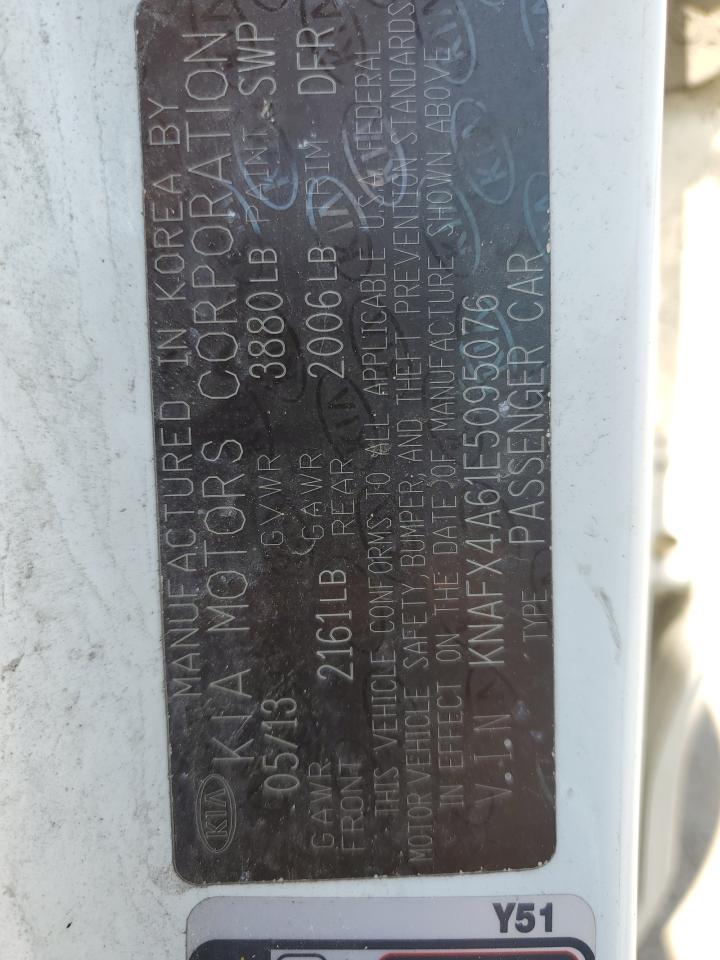 MANUFACTURED IN KOREA BY
KIA KIA MOTORS CORPORATION
05/13 GVWR 3880LB PAINT SWP
GAWR FRONT 2161LB GAWR REAR 2006LB TRIM DFR
THIS VEHICLE CONFORMS TO ALL APPLICABLE U.S.A FEDERAL
MOTOR VEHICLE SAFETY, BUMPER, AND THEFT PREVENTION STANDARDS
IN EFFECT ON THE DATE OF MANUFACTURE SHOWN ABOVE
V.I.N KNAFX4A61E5095076
TYPE PASSENGER CAR
Y51